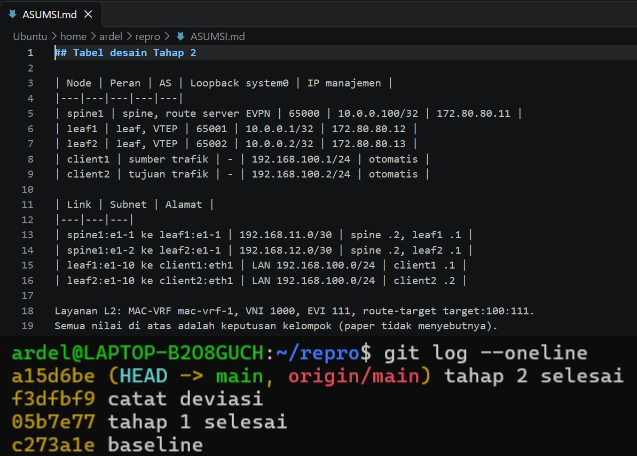 ASUMSI.md
Ubuntu > home > ardel > repro > ASUMSI.md
1 ## Tabel desain Tahap 2
2
3 | Node | Peran | AS | Loopback system0 | IP manajemen |
4 |---|---|---|---|---|
5 | spine1 | spine, route server EVPN | 65000 | 10.0.0.100/32 | 172.80.80.11 |
6 | leaf1 | leaf, VTEP | 65001 | 10.0.0.1/32 | 172.80.80.12 |
7 | leaf2 | leaf, VTEP | 65002 | 10.0.0.2/32 | 172.80.80.13 |
8 | client1 | sumber trafik | - | 192.168.100.1/24 | otomatis |
9 | client2 | tujuan trafik | - | 192.168.100.2/24 | otomatis |
10
11 | Link | Subnet | Alamat |
12 |---|---|---|
13 | spine1:e1-1 ke leaf1:e1-1 | 192.168.11.0/30 | spine .2, leaf1 .1 |
14 | spine1:e1-2 ke leaf2:e1-1 | 192.168.12.0/30 | spine .2, leaf2 .1 |
15 | leaf1:e1-10 ke client1:eth1 | LAN 192.168.100.0/24 | client1 .1 |
16 | leaf2:e1-10 ke client2:eth1 | LAN 192.168.100.0/24 | client2 .2 |
17
18 Layanan L2: MAC-VRF mac-vrf-1, VNI 1000, EVI 111, route-target target:100:111.
19 Semua nilai di atas adalah keputusan kelompok (paper tidak menyebutnya).
ardel@LAPTOP-B2O8GUCH:~/repro$ git log --oneline
a15d6be (HEAD -> main, origin/main) tahap 2 selesai
f3dfbf9 catat deviasi
05b7e77 tahap 1 selesai
c273a1e baseline